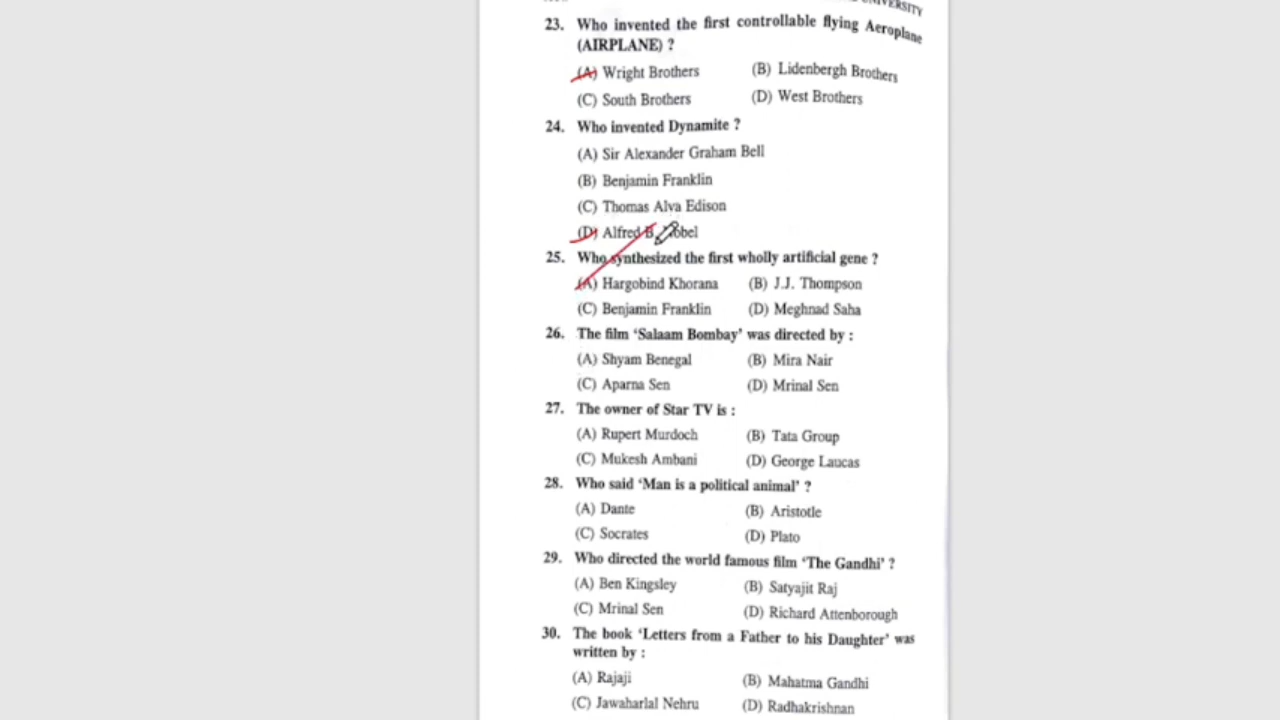 UNIVERSITY
23. Who invented the first controllable flying Aeroplane
(AIRPLANE) ?
(A) Wright Brothers (B) Lidenbergh Brothers
(C) South Brothers (D) West Brothers
24. Who invented Dynamite ?
(A) Sir Alexander Graham Bell
(B) Benjamin Franklin
(C) Thomas Alva Edison
(D) Alfred B. Nobel
25. Who synthesized the first wholly artificial gene ?
(A) Hargobind Khorana (B) J.J. Thompson
(C) Benjamin Franklin (D) Meghnad Saha
26. The film ‘Salaam Bombay’ was directed by :
(A) Shyam Benegal (B) Mira Nair
(C) Aparna Sen (D) Mrinal Sen
27. The owner of Star TV is :
(A) Rupert Murdoch (B) Tata Group
(C) Mukesh Ambani (D) George Laucas
28. Who said ‘Man is a political animal’ ?
(A) Dante (B) Aristotle
(C) Socrates (D) Plato
29. Who directed the world famous film ‘The Gandhi’ ?
(A) Ben Kingsley (B) Satyajit Raj
(C) Mrinal Sen (D) Richard Attenborough
30. The book ‘Letters from a Father to his Daughter’ was
written by :
(A) Rajaji (B) Mahatma Gandhi
(C) Jawaharlal Nehru (D) Radhakrishnan